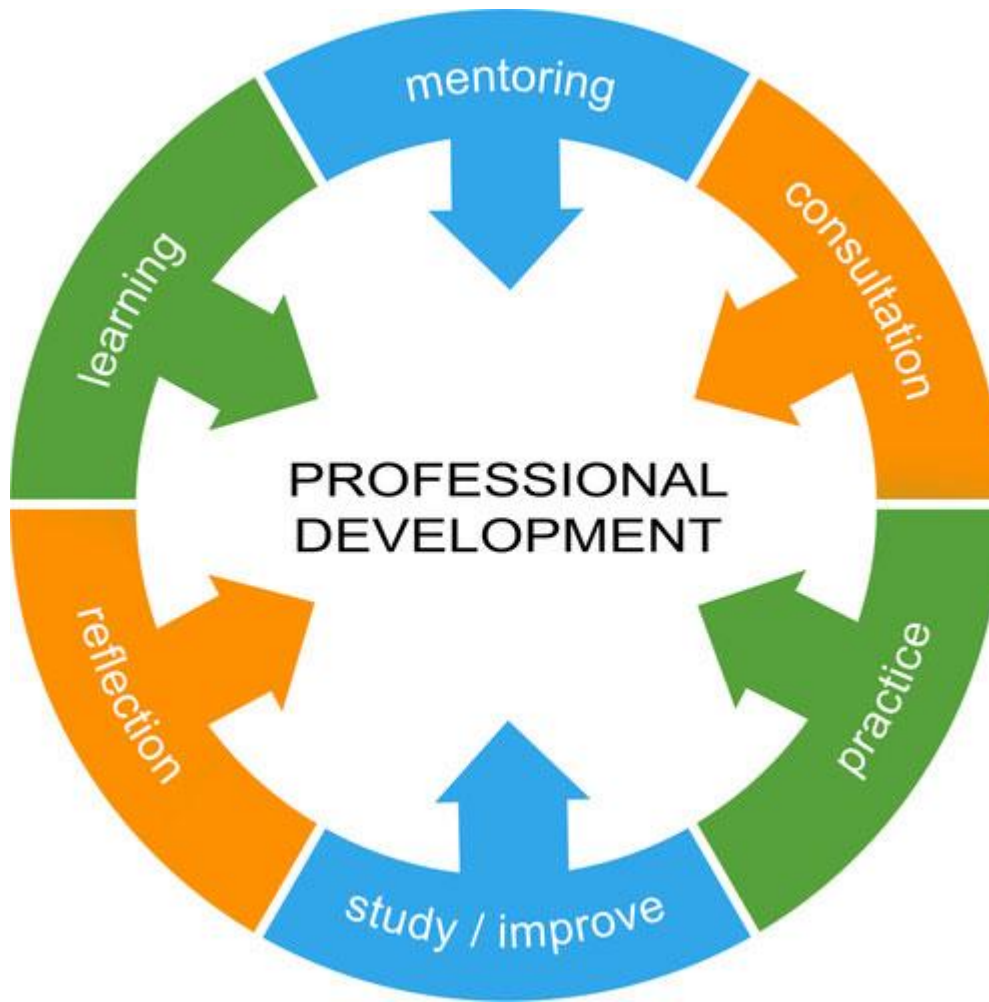 mentoring
consultation
learning
PROFESSIONAL
DEVELOPMENT
reflection
practice
study / improve